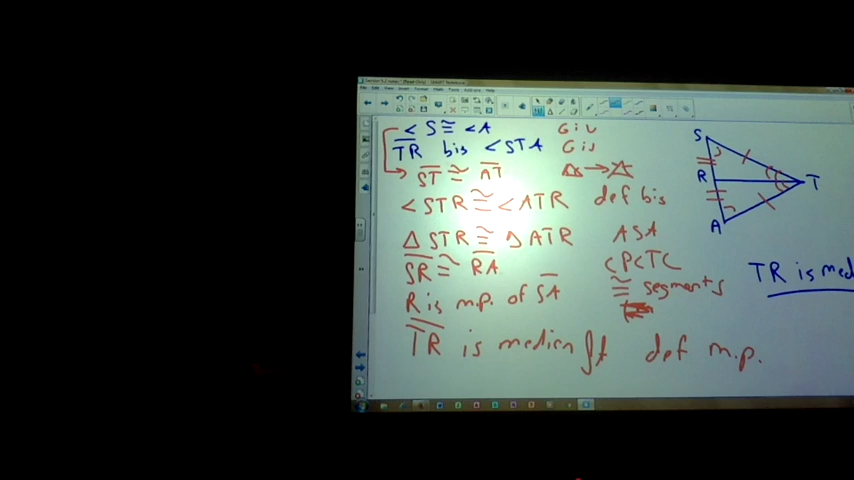 < S ≅ < A Giv
TR bis < STA Giv
ST ≅ AT
< STR ≅ < ATR def bis
Δ STR ≅ Δ ATR ASA
SR ≅ RA CPCTC
R is m.p. of SA ≅ segments
TR is median def m.p.
S
R
T
A
TR is med